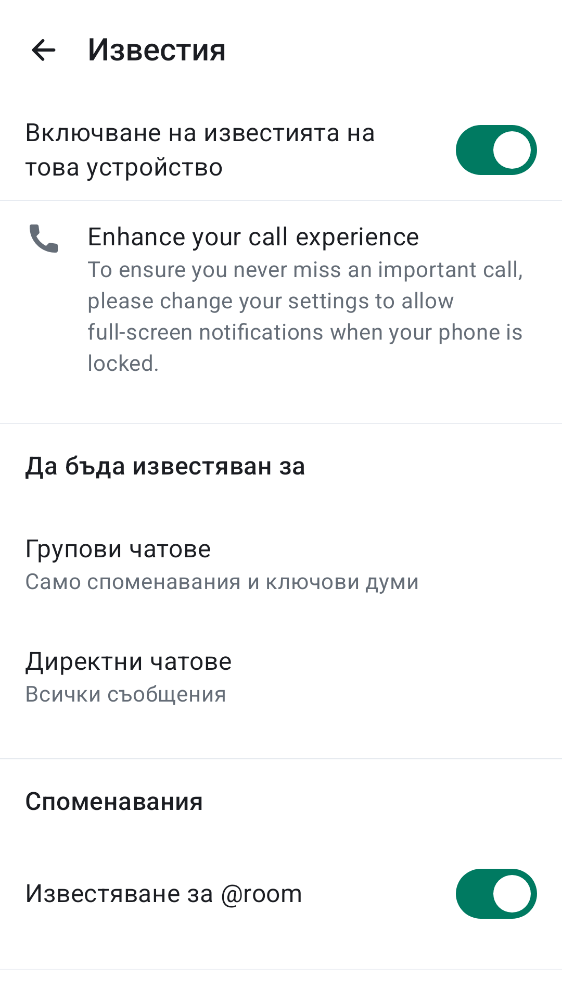 Известия
Включване на известията на
това устройство
Enhance your call experience
To ensure you never miss an important call,
please change your settings to allow
full-screen notifications when your phone is
locked.
Да бъда известяван за
Групови чатове
Само споменавания и ключови думи
Директни чатове
Всички съобщения
Споменавания
Известяване за @room